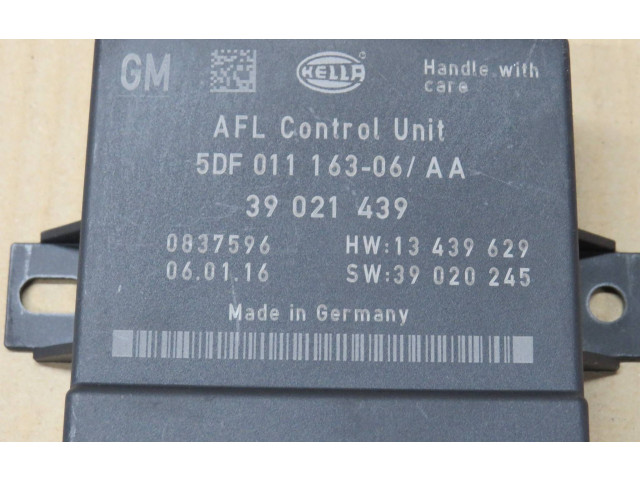 GM HELLA Handle with
care
AFL Control Unit
5DF 011 163-06/AA
39 021 439
0837596 HW:13 439 629
06.01.16 SW:39 020 245
Made in Germany